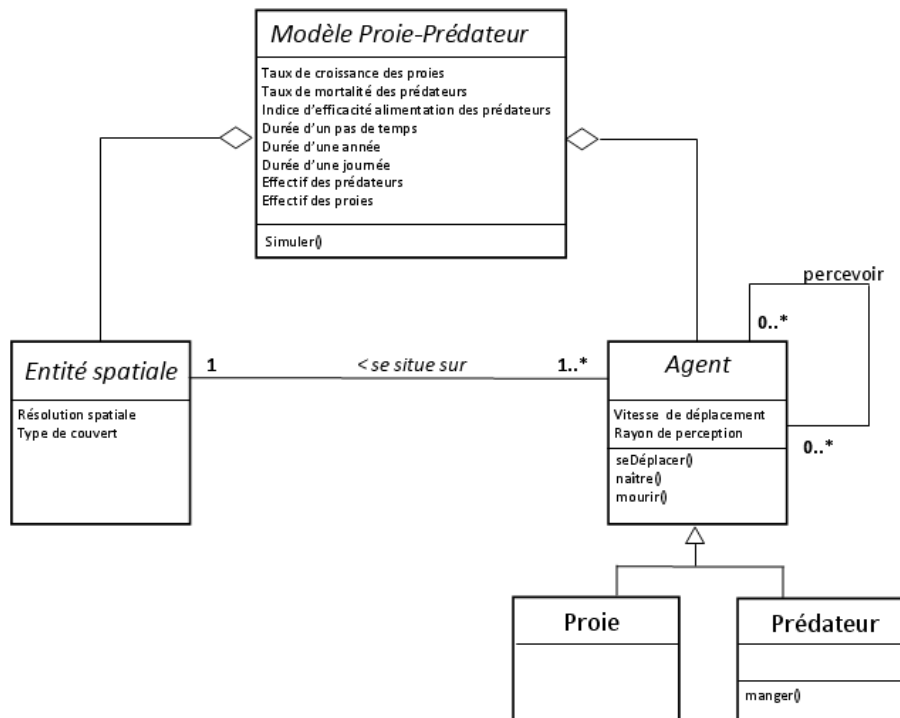 Modèle Proie-Prédateur
Taux de croissance des proies
Taux de mortalité des prédateurs
Indice d'efficacité alimentation des prédateurs
Durée d'un pas de temps
Durée d'une année
Durée d'une journée
Effectif des prédateurs
Effectif des proies
Simuler()
percevoir
0..*
Entité spatiale
Résolution spatiale
Type de couvert
1
< se situe sur
1..*
Agent
Vitesse de déplacement
Rayon de perception
seDéplacer()
naître()
mourir()
0..*
Proie
Prédateur
manger()